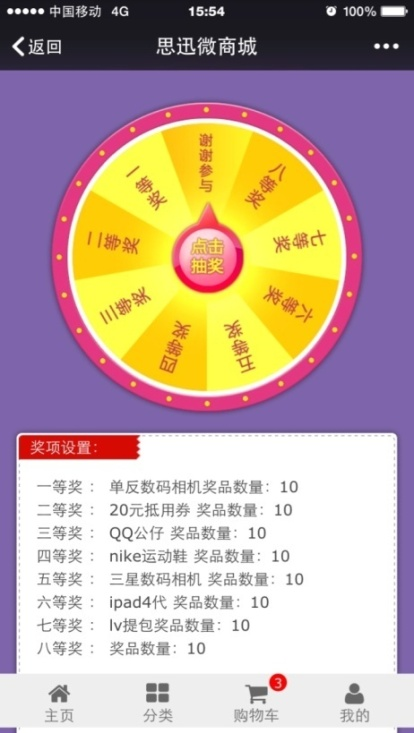 中国移动 4G 15:54 100%
返回 思迅微商城 •••
谢谢参与
八等奖
七等奖
六等奖
五等奖
四等奖
三等奖
二等奖
一等奖
点击
抽奖
奖项设置：
一等奖 ： 单反数码相机奖品数量：10
二等奖 ： 20元抵用券 奖品数量：10
三等奖 ： QQ公仔 奖品数量：10
四等奖 ： nike运动鞋 奖品数量：10
五等奖 ： 三星数码相机 奖品数量：10
六等奖 ： ipad4代 奖品数量：10
七等奖 ： lv提包奖品数量：10
八等奖 ： 奖品数量：10
3
主页 分类 购物车 我的